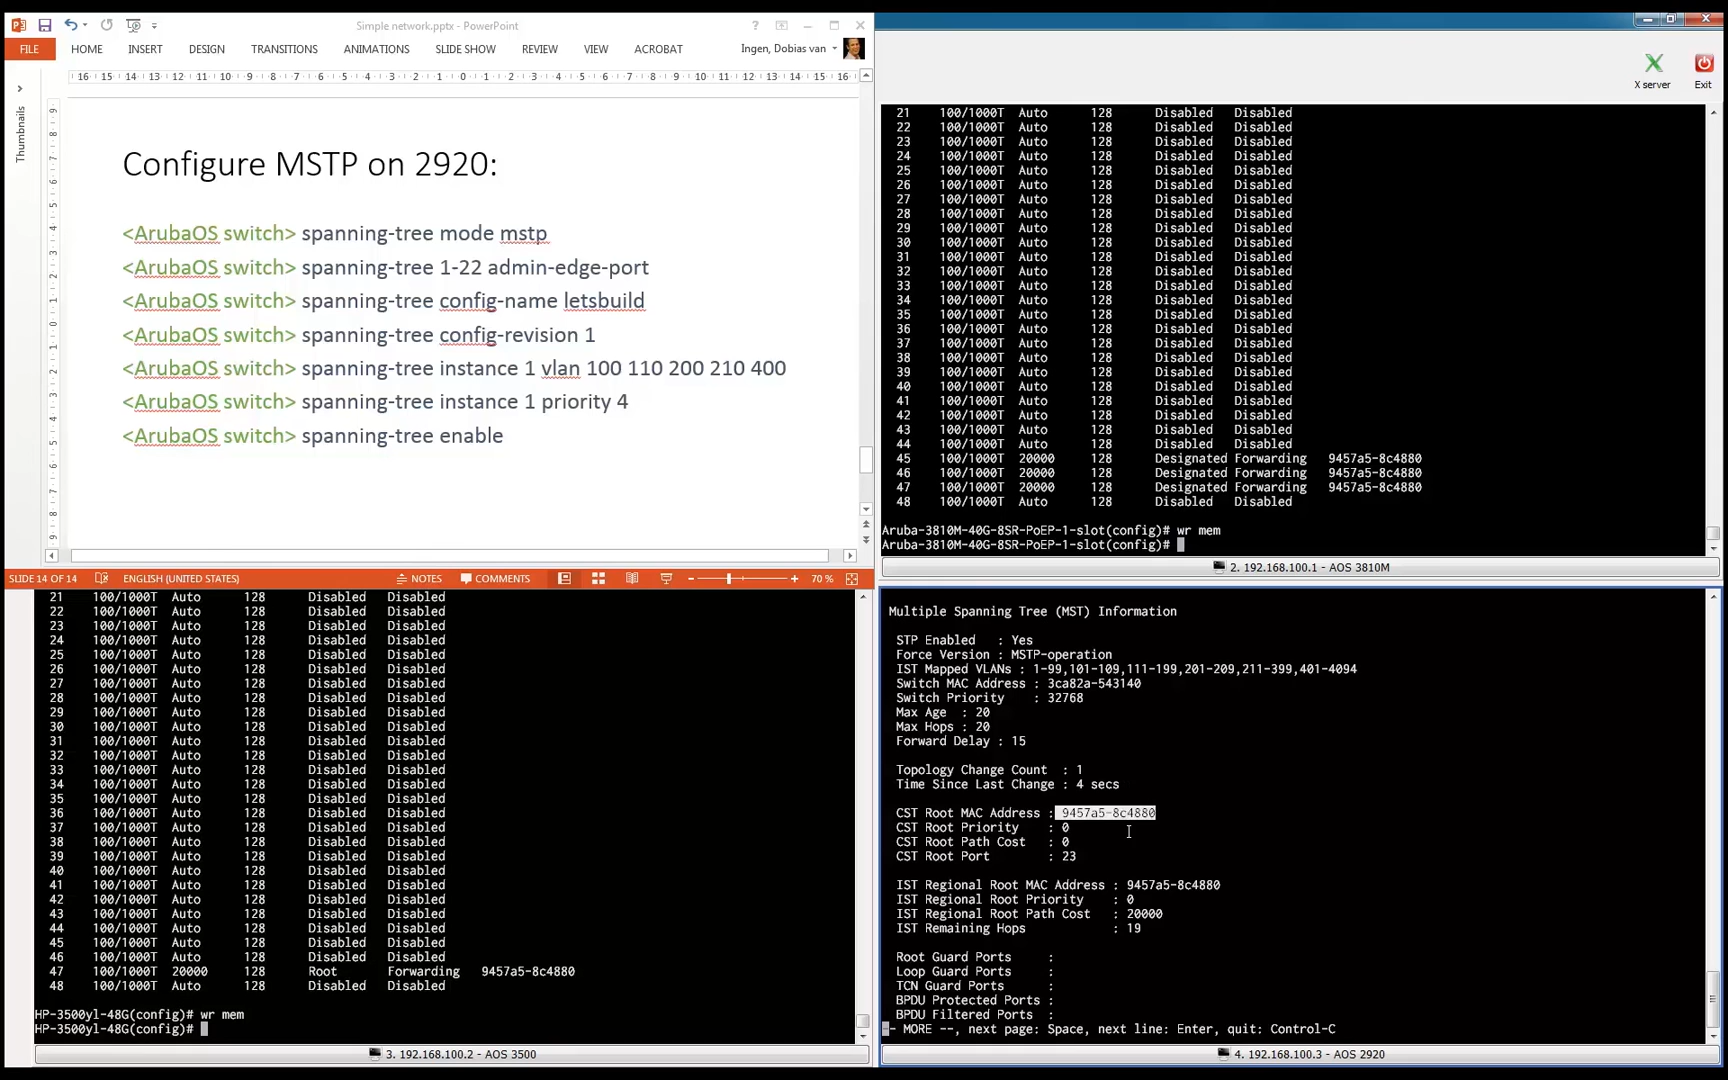 Simple network.pptx - PowerPoint
FILE HOME INSERT DESIGN TRANSITIONS ANIMATIONS SLIDE SHOW REVIEW VIEW ACROBAT Ingen, Dobias van
16 15 14 13 12 11 10 9 8 7 6 5 4 3 2 1 0 1 2 3 4 5 6 7 8 9 10 11 12 13 14 15 16
Thumbnails
Configure MSTP on 2920:
<ArubaOS switch> spanning-tree mode mstp
<ArubaOS switch> spanning-tree 1-22 admin-edge-port
<ArubaOS switch> spanning-tree config-name letsbuild
<ArubaOS switch> spanning-tree config-revision 1
<ArubaOS switch> spanning-tree instance 1 vlan 100 110 200 210 400
<ArubaOS switch> spanning-tree instance 1 priority 4
<ArubaOS switch> spanning-tree enable
SLIDE 14 OF 14 ENGLISH (UNITED STATES) NOTES COMMENTS 70 %
X server Exit
21 100/1000T Auto 128 Disabled Disabled
22 100/1000T Auto 128 Disabled Disabled
23 100/1000T Auto 128 Disabled Disabled
24 100/1000T Auto 128 Disabled Disabled
25 100/1000T Auto 128 Disabled Disabled
26 100/1000T Auto 128 Disabled Disabled
27 100/1000T Auto 128 Disabled Disabled
28 100/1000T Auto 128 Disabled Disabled
29 100/1000T Auto 128 Disabled Disabled
30 100/1000T Auto 128 Disabled Disabled
31 100/1000T Auto 128 Disabled Disabled
32 100/1000T Auto 128 Disabled Disabled
33 100/1000T Auto 128 Disabled Disabled
34 100/1000T Auto 128 Disabled Disabled
35 100/1000T Auto 128 Disabled Disabled
36 100/1000T Auto 128 Disabled Disabled
37 100/1000T Auto 128 Disabled Disabled
38 100/1000T Auto 128 Disabled Disabled
39 100/1000T Auto 128 Disabled Disabled
40 100/1000T Auto 128 Disabled Disabled
41 100/1000T Auto 128 Disabled Disabled
42 100/1000T Auto 128 Disabled Disabled
43 100/1000T Auto 128 Disabled Disabled
44 100/1000T Auto 128 Disabled Disabled
45 100/1000T 20000 128 Designated Forwarding 9457a5-8c4880
46 100/1000T 20000 128 Designated Forwarding 9457a5-8c4880
47 100/1000T 20000 128 Designated Forwarding 9457a5-8c4880
48 100/1000T Auto 128 Disabled Disabled
Aruba-3810M-40G-8SR-PoEP-1-slot(config)# wr mem
Aruba-3810M-40G-8SR-PoEP-1-slot(config)#
2. 192.168.100.1 - AOS 3810M
21 100/1000T Auto 128 Disabled Disabled
22 100/1000T Auto 128 Disabled Disabled
23 100/1000T Auto 128 Disabled Disabled
24 100/1000T Auto 128 Disabled Disabled
25 100/1000T Auto 128 Disabled Disabled
26 100/1000T Auto 128 Disabled Disabled
27 100/1000T Auto 128 Disabled Disabled
28 100/1000T Auto 128 Disabled Disabled
29 100/1000T Auto 128 Disabled Disabled
30 100/1000T Auto 128 Disabled Disabled
31 100/1000T Auto 128 Disabled Disabled
32 100/1000T Auto 128 Disabled Disabled
33 100/1000T Auto 128 Disabled Disabled
34 100/1000T Auto 128 Disabled Disabled
35 100/1000T Auto 128 Disabled Disabled
36 100/1000T Auto 128 Disabled Disabled
37 100/1000T Auto 128 Disabled Disabled
38 100/1000T Auto 128 Disabled Disabled
39 100/1000T Auto 128 Disabled Disabled
40 100/1000T Auto 128 Disabled Disabled
41 100/1000T Auto 128 Disabled Disabled
42 100/1000T Auto 128 Disabled Disabled
43 100/1000T Auto 128 Disabled Disabled
44 100/1000T Auto 128 Disabled Disabled
45 100/1000T Auto 128 Disabled Disabled
46 100/1000T Auto 128 Disabled Disabled
47 100/1000T 20000 128 Root Forwarding 9457a5-8c4880
48 100/1000T Auto 128 Disabled Disabled
HP-3500yl-48G(config)# wr mem
HP-3500yl-48G(config)#
3. 192.168.100.2 - AOS 3500
Multiple Spanning Tree (MST) Information
STP Enabled : Yes
Force Version : MSTP-operation
IST Mapped VLANs : 1-99,101-109,111-199,201-209,211-399,401-4094
Switch MAC Address : 3ca82a-543140
Switch Priority : 32768
Max Age : 20
Max Hops : 20
Forward Delay : 15
Topology Change Count : 1
Time Since Last Change : 4 secs
CST Root MAC Address : 9457a5-8c4880
CST Root Priority : 0
CST Root Path Cost : 0
CST Root Port : 23
IST Regional Root MAC Address : 9457a5-8c4880
IST Regional Root Priority : 0
IST Regional Root Path Cost : 20000
IST Remaining Hops : 19
Root Guard Ports :
Loop Guard Ports :
TCN Guard Ports :
BPDU Protected Ports :
BPDU Filtered Ports :
-- MORE --, next page: Space, next line: Enter, quit: Control-C
4. 192.168.100.3 - AOS 2920